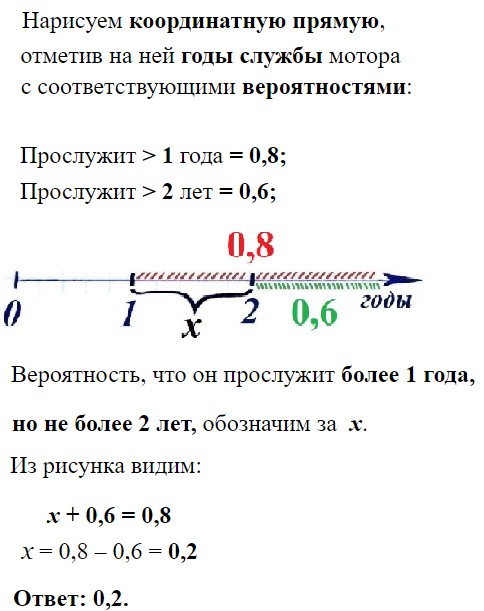 Нарисуем координатную прямую,
отметив на ней годы службы мотора
с соответствующими вероятностями:
Прослужит > 1 года = 0,8;
Прослужит > 2 лет = 0,6;
0,8
0 1 x 2 0,6 годы
Вероятность, что он прослужит более 1 года,
но не более 2 лет, обозначим за x.
Из рисунка видим:
x + 0,6 = 0,8
x = 0,8 – 0,6 = 0,2
Ответ: 0,2.